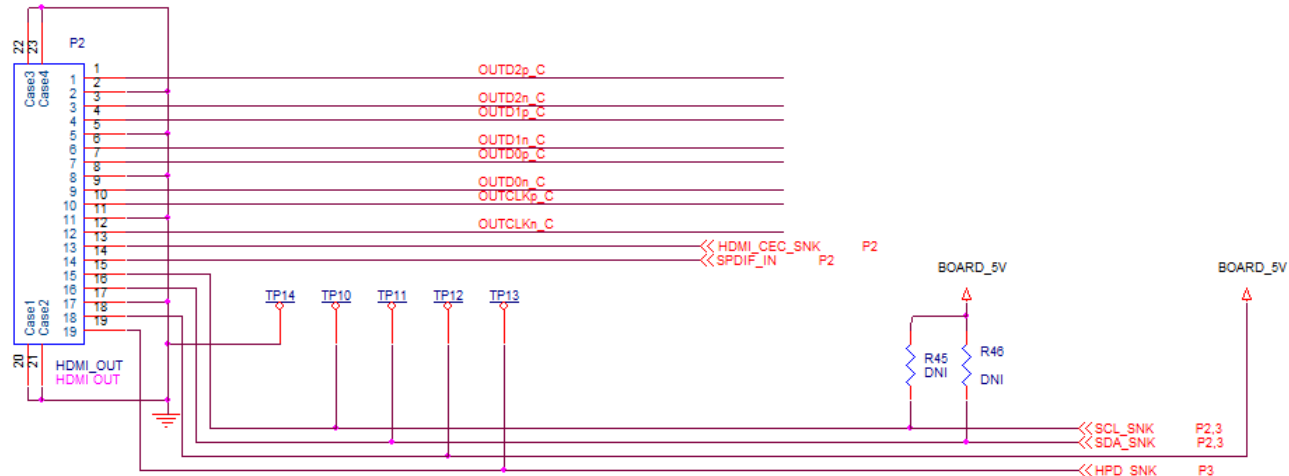 22
23
P2
Case3
Case4
1
1
2
2
3
3
4
4
5
5
6
6
7
7
8
8
9
9
10
10
11
11
12
12
13
13
14
14
15
15
16
16
17
17
18
18
19
19
OUTD2p_C
OUTD2n_C
OUTD1p_C
OUTD1n_C
OUTD0p_C
OUTD0n_C
OUTCLKp_C
OUTCLKn_C
HDMI_CEC_SNK P2
SPDIF_IN P2
BOARD_5V BOARD_5V
TP14 TP10 TP11 TP12 TP13
Case1
Case2
20
21
HDMI_OUT
HDMI OUT
R45
DNI
R46
DNI
SCL_SNK P2,3
SDA_SNK P2,3
HPD_SNK P3